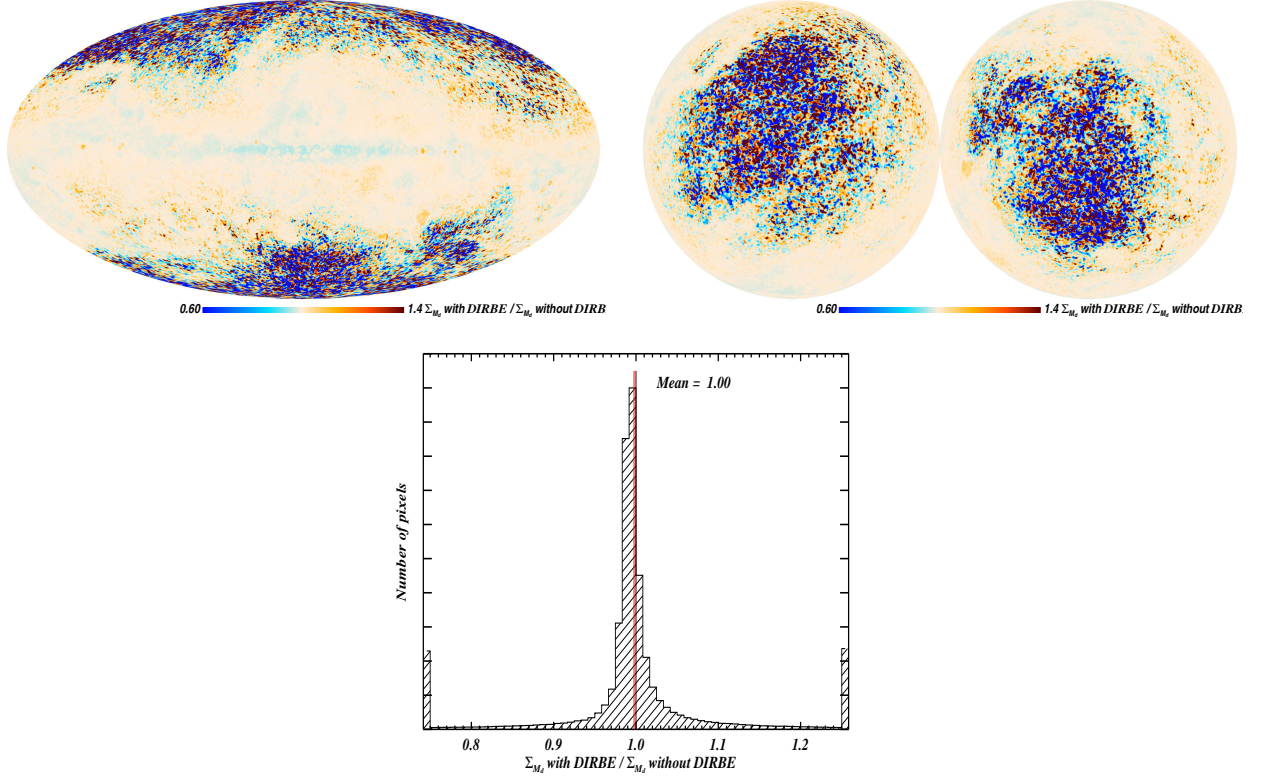 0.60 1.4 Σ_{M_d} with DIRBE / Σ_{M_d} without DIRB
0.60 1.4 Σ_{M_d} with DIRBE / Σ_{M_d} without DIRB
Mean = 1.00
Number of pixels
0.8 0.9 1.0 1.1 1.2
Σ_{M_d} with DIRBE / Σ_{M_d} without DIRBE